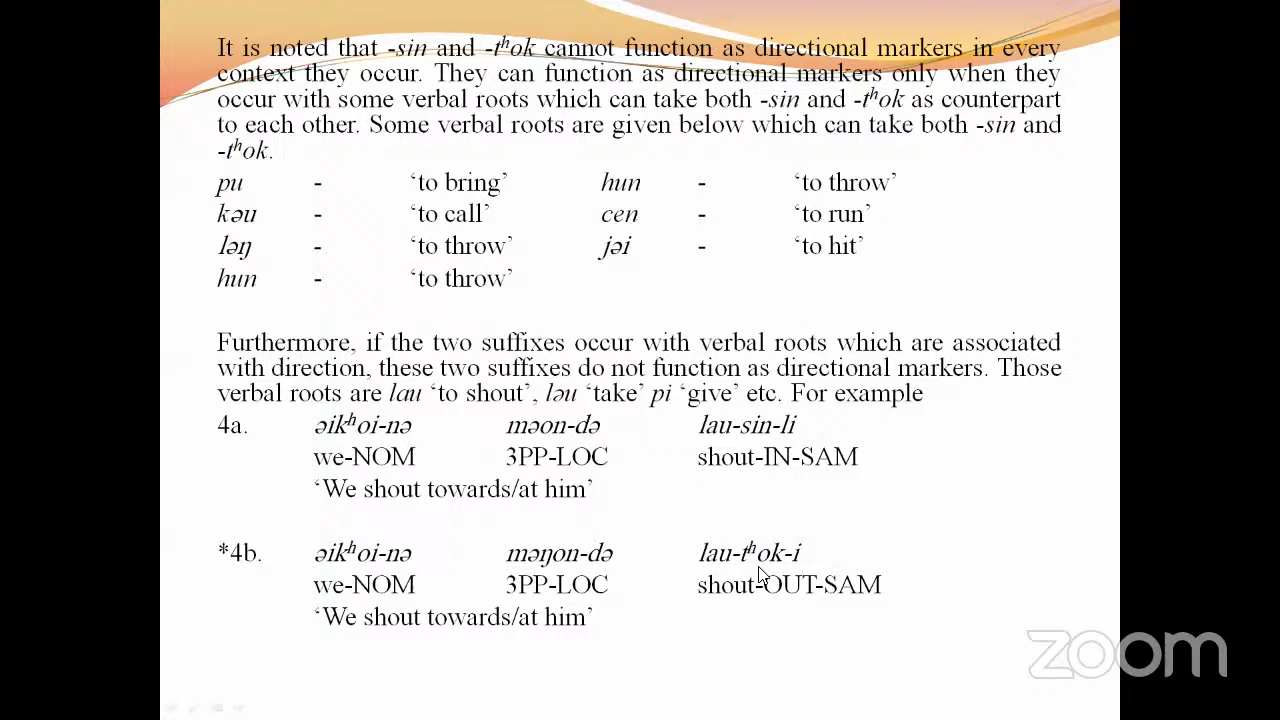 It is noted that -sin and -tʰok cannot function as directional markers in every
context they occur. They can function as directional markers only when they
occur with some verbal roots which can take both -sin and -tʰok as counterpart
to each other. Some verbal roots are given below which can take both -sin and
-tʰok.
pu - ‘to bring’ hun - ‘to throw’
kəu - ‘to call’ cen - ‘to run’
ləŋ - ‘to throw’ jəi - ‘to hit’
hun - ‘to throw’
Furthermore, if the two suffixes occur with verbal roots which are associated
with direction, these two suffixes do not function as directional markers. Those
verbal roots are lau ‘to shout’, ləu ‘take’ pi ‘give’ etc. For example
4a. əikʰoi-nə məon-də lau-sin-li
we-NOM 3PP-LOC shout-IN-SAM
‘We shout towards/at him’
*4b. əikʰoi-nə məŋon-də lau-tʰok-i
we-NOM 3PP-LOC shout-OUT-SAM
‘We shout towards/at him’
zoom